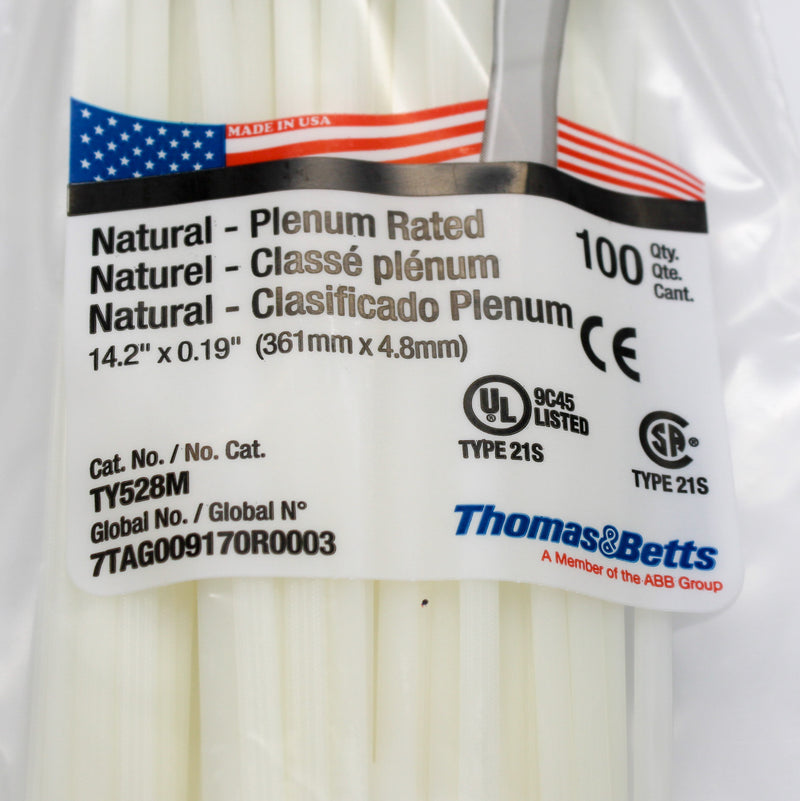 MADE IN USA
Natural - Plenum Rated
Naturel - Classé plénum
Natural - Clasificado Plenum
14.2" x 0.19" (361mm x 4.8mm)
100
Qty.
Qte.
Cant.
CE
UL ®
9C45
LISTED
TYPE 21S
SA ®
TYPE 21S
Cat. No. / No. Cat.
TY528M
Global No. / Global N°
7TAG009170R0003
Thomas&Betts
A Member of the ABB Group